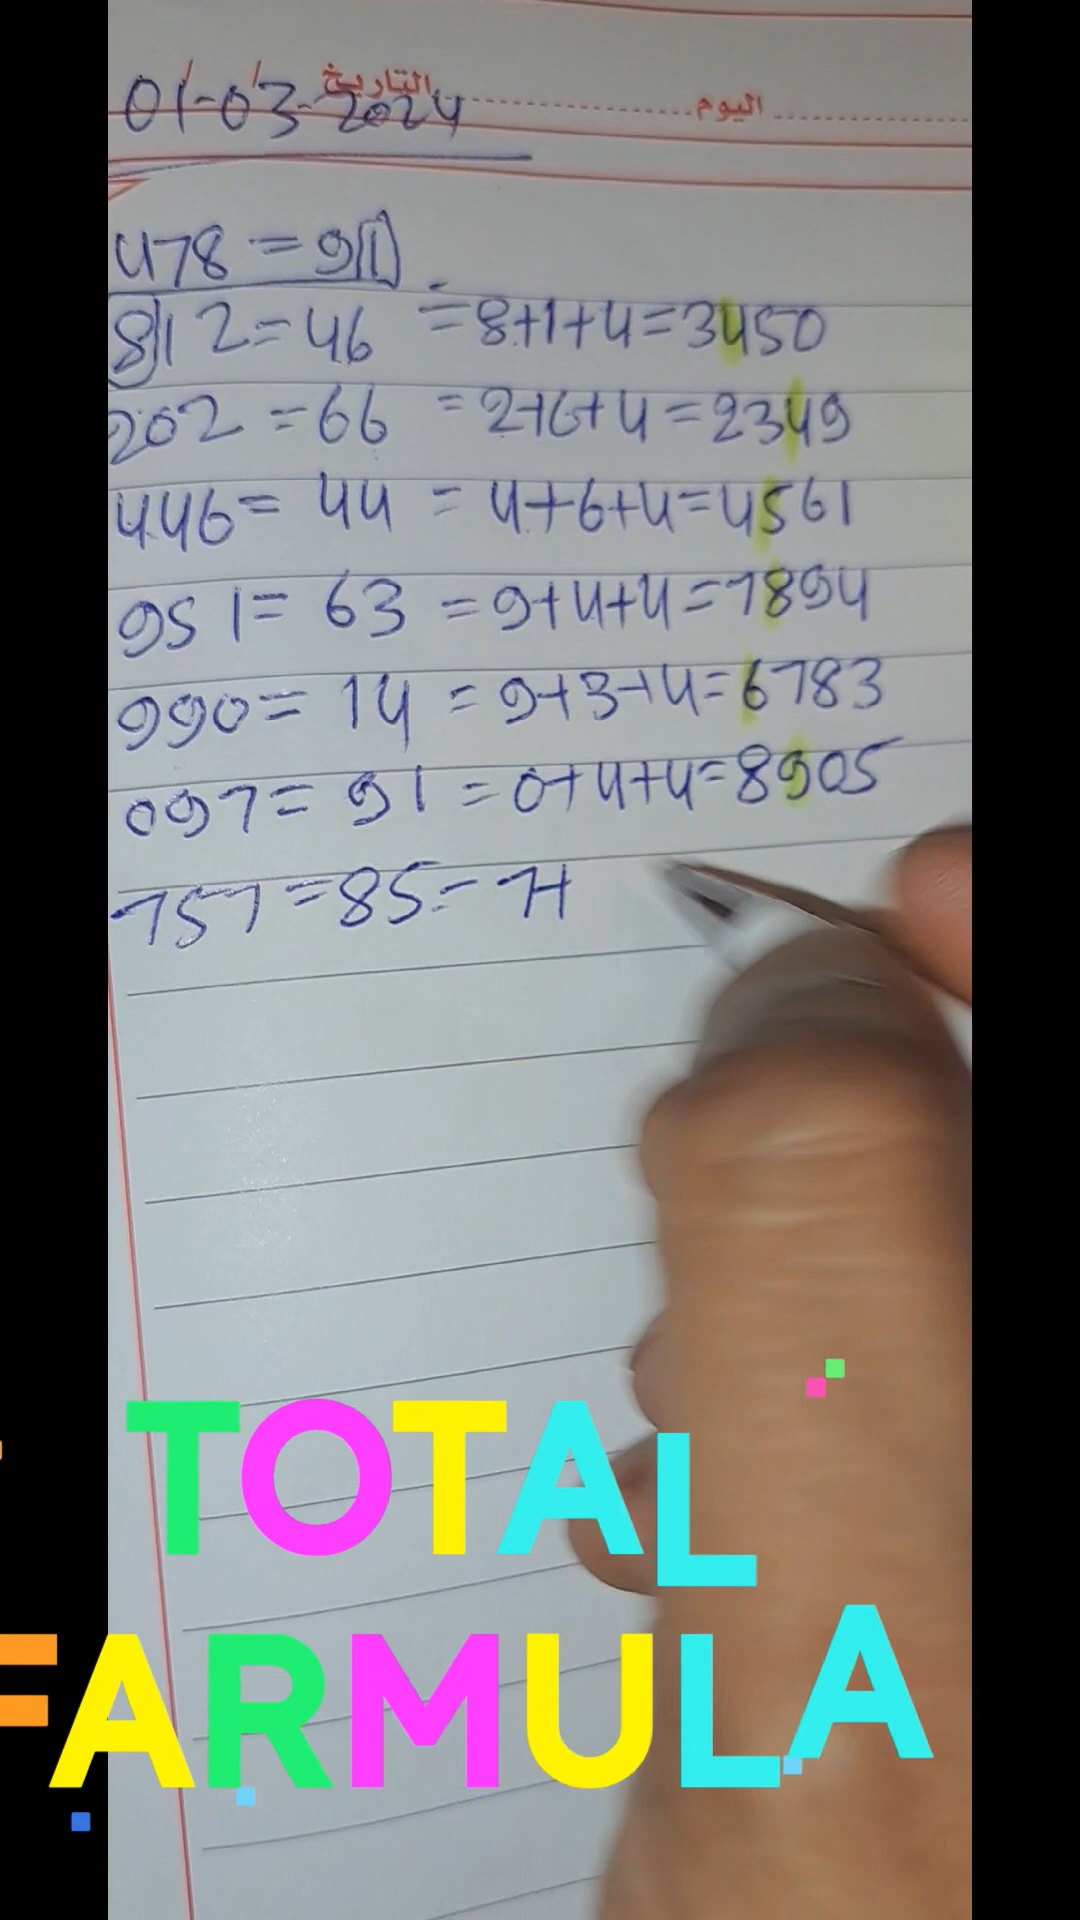 التاريخ
اليوم
01-03-2024
478 = 91
812 = 46 = 8+1+4 = 3450
202 = 66 = 2+6+4 = 2349
446 = 44 = 4+6+4 = 4561
951 = 63 = 9+4+4 = 7894
990 = 14 = 9+3+4 = 6783
097 = 91 = 0+4+4 = 8905
757 = 85 = 7+
TOTAL
FARMULA